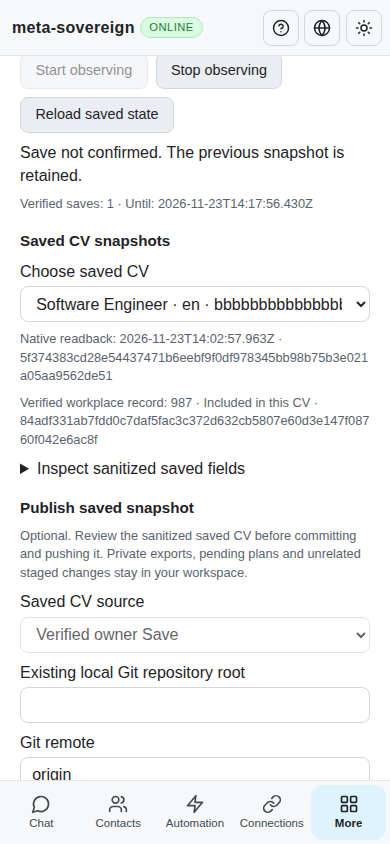 meta-sovereign ONLINE
Start observing Stop observing
Reload saved state
Save not confirmed. The previous snapshot is
retained.
Verified saves: 1 · Until: 2026-11-23T14:17:56.430Z
Saved CV snapshots
Choose saved CV
Software Engineer · en · bbbbbbbbbbbbbbb
Native readback: 2026-11-23T14:02:57.963Z ·
5f374383cd28e54437471b6eebf9f0df978345bb98b75b3e021
a05aa9562de51
Verified workplace record: 987 · Included in this CV ·
84adf331ab7fdd0c7daf5fac3c372d632cb5807e60d3e147f087
60f042e6ac8f
Inspect sanitized saved fields
Publish saved snapshot
Optional. Review the sanitized saved CV before committing
and pushing it. Private exports, pending plans and unrelated
staged changes stay in your workspace.
Saved CV source
Verified owner Save
Existing local Git repository root
Git remote
origin
Chat Contacts Automation Connections More